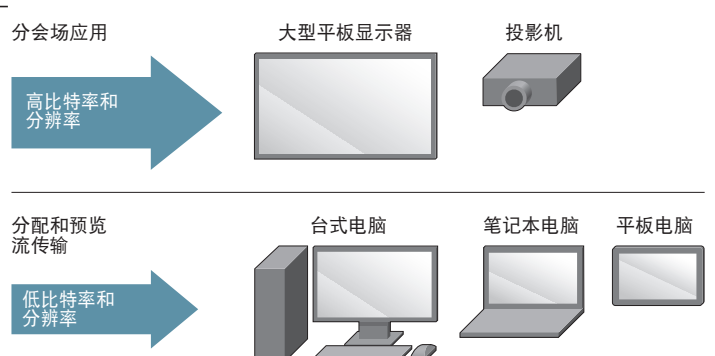 分会场应用
大型平板显示器
投影机
高比特率和
分辨率
分配和预览
流传输
台式电脑
笔记本电脑
平板电脑
低比特率和
分辨率